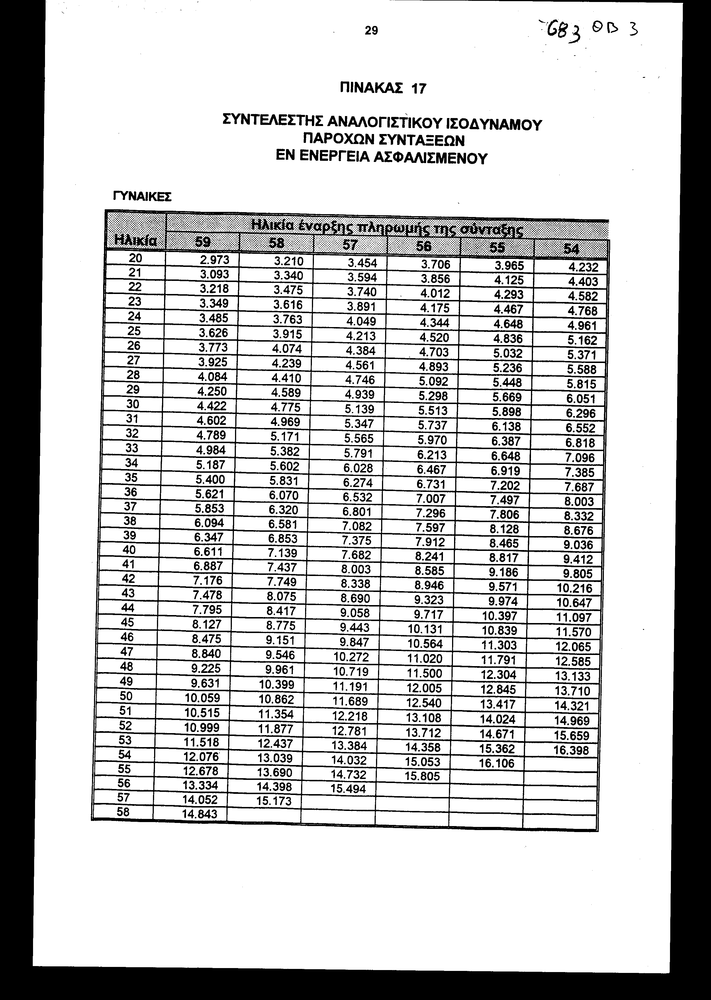 29
683 ΘΒ 3
ΠΙΝΑΚΑΣ 17
ΣΥΝΤΕΛΕΣΤΗΣ ΑΝΑΛΟΓΙΣΤΙΚΟΥ ΙΣΟΔΥΝΑΜΟΥ
ΠΑΡΟΧΩΝ ΣΥΝΤΑΞΕΩΝ
ΕΝ ΕΝΕΡΓΕΙΑ ΑΣΦΑΛΙΣΜΕΝΟΥ
ΓΥΝΑΙΚΕΣ
Ηλικία έναρξης πληρωμής της σύνταξης
Ηλικία 59 58 57 56 55 54
20 2.973 3.210 3.454 3.706 3.965 4.232
21 3.093 3.340 3.594 3.856 4.125 4.403
22 3.218 3.475 3.740 4.012 4.293 4.582
23 3.349 3.616 3.891 4.175 4.467 4.768
24 3.485 3.763 4.049 4.344 4.648 4.961
25 3.626 3.915 4.213 4.520 4.836 5.162
26 3.773 4.074 4.384 4.703 5.032 5.371
27 3.925 4.239 4.561 4.893 5.236 5.588
28 4.084 4.410 4.746 5.092 5.448 5.815
29 4.250 4.589 4.939 5.298 5.669 6.051
30 4.422 4.775 5.139 5.513 5.898 6.296
31 4.602 4.969 5.347 5.737 6.138 6.552
32 4.789 5.171 5.565 5.970 6.387 6.818
33 4.984 5.382 5.791 6.213 6.648 7.096
34 5.187 5.602 6.028 6.467 6.919 7.385
35 5.400 5.831 6.274 6.731 7.202 7.687
36 5.621 6.070 6.532 7.007 7.497 8.003
37 5.853 6.320 6.801 7.296 7.806 8.332
38 6.094 6.581 7.082 7.597 8.128 8.676
39 6.347 6.853 7.375 7.912 8.465 9.036
40 6.611 7.139 7.682 8.241 8.817 9.412
41 6.887 7.437 8.003 8.585 9.186 9.805
42 7.176 7.749 8.338 8.946 9.571 10.216
43 7.478 8.075 8.690 9.323 9.974 10.647
44 7.795 8.417 9.058 9.717 10.397 11.097
45 8.127 8.775 9.443 10.131 10.839 11.570
46 8.475 9.151 9.847 10.564 11.303 12.065
47 8.840 9.546 10.272 11.020 11.791 12.585
48 9.225 9.961 10.719 11.500 12.304 13.133
49 9.631 10.399 11.191 12.005 12.845 13.710
50 10.059 10.862 11.689 12.540 13.417 14.321
51 10.515 11.354 12.218 13.108 14.024 14.969
52 10.999 11.877 12.781 13.712 14.671 15.659
53 11.518 12.437 13.384 14.358 15.362 16.398
54 12.076 13.039 14.032 15.053 16.106
55 12.678 13.690 14.732 15.805
56 13.334 14.398 15.494
57 14.052 15.173
58 14.843